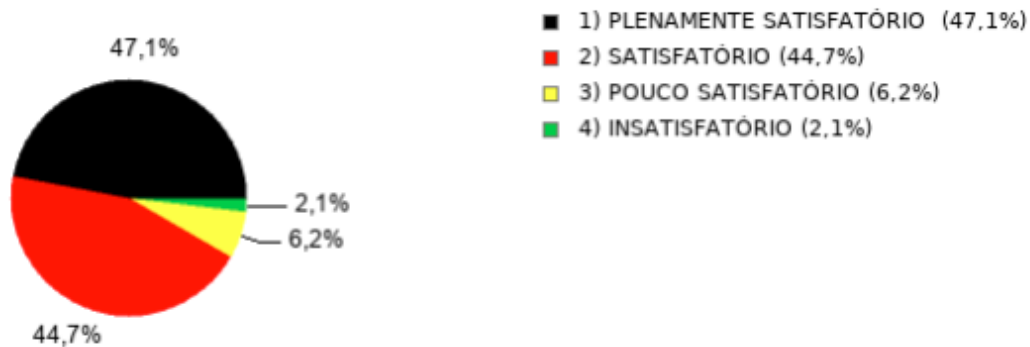 47,1%
2,1%
6,2%
44,7%
1) PLENAMENTE SATISFATÓRIO (47,1%)
2) SATISFATÓRIO (44,7%)
3) POUCO SATISFATÓRIO (6,2%)
4) INSATISFATÓRIO (2,1%)